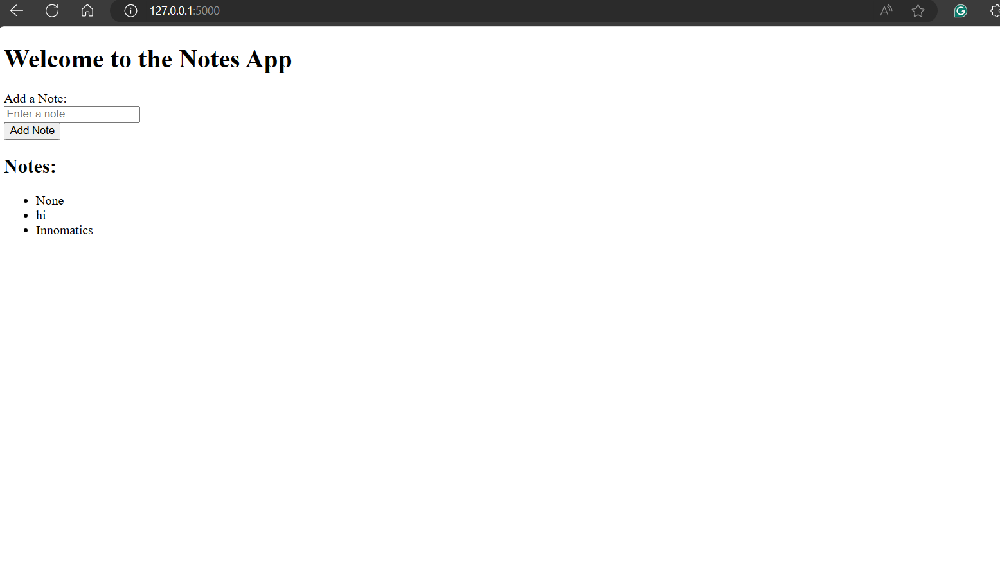 127.0.0.1:5000
Welcome to the Notes App
Add a Note:
Enter a note
Add Note
Notes:
None
hi
Innomatics